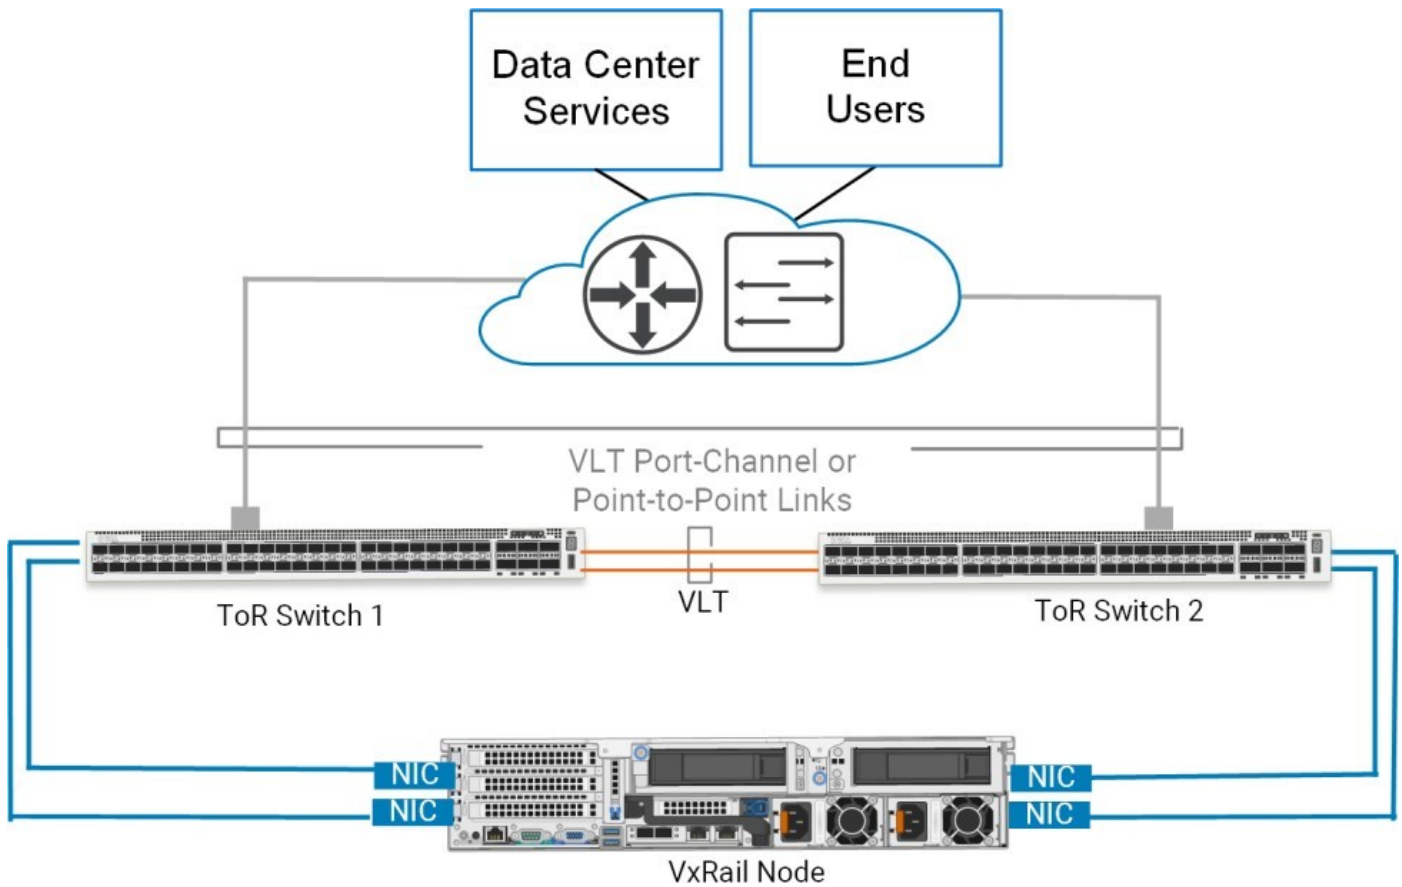 Data Center
Services
End
Users
VLT Port-Channel or
Point-to-Point Links
ToR Switch 1
VLT
ToR Switch 2
NIC
NIC
NIC
NIC
VxRail Node